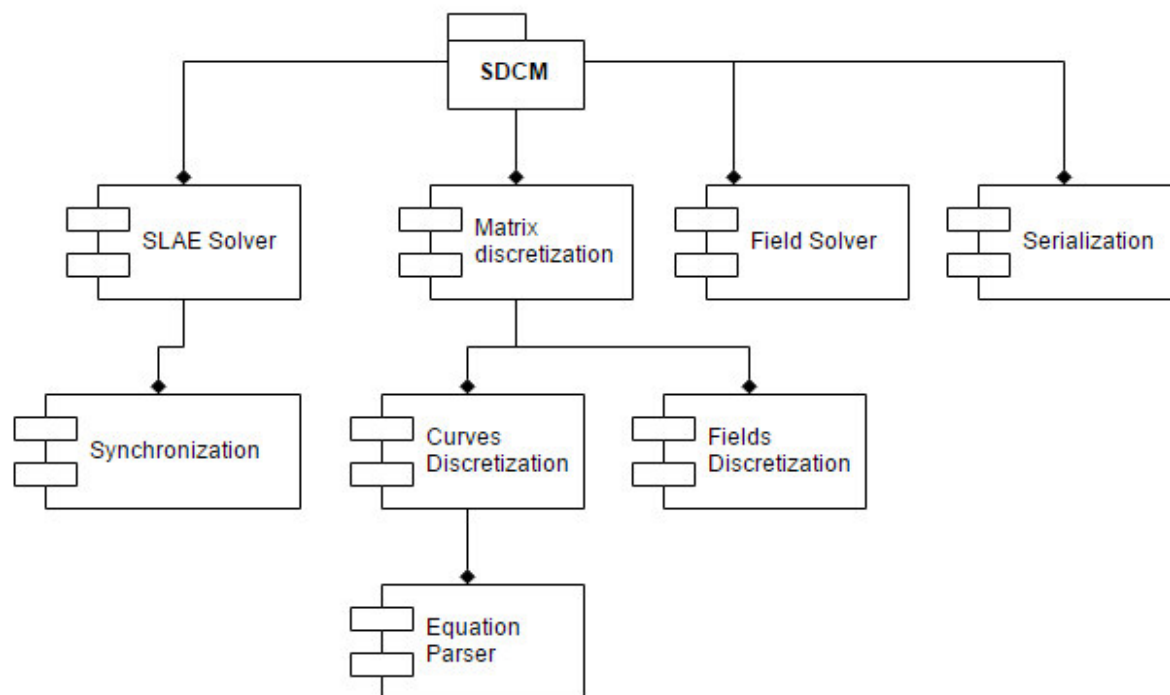 SDCM
SLAE Solver
Matrix
discretization
Field Solver
Serialization
Synchronization
Curves
Discretization
Fields
Discretization
Equation
Parser